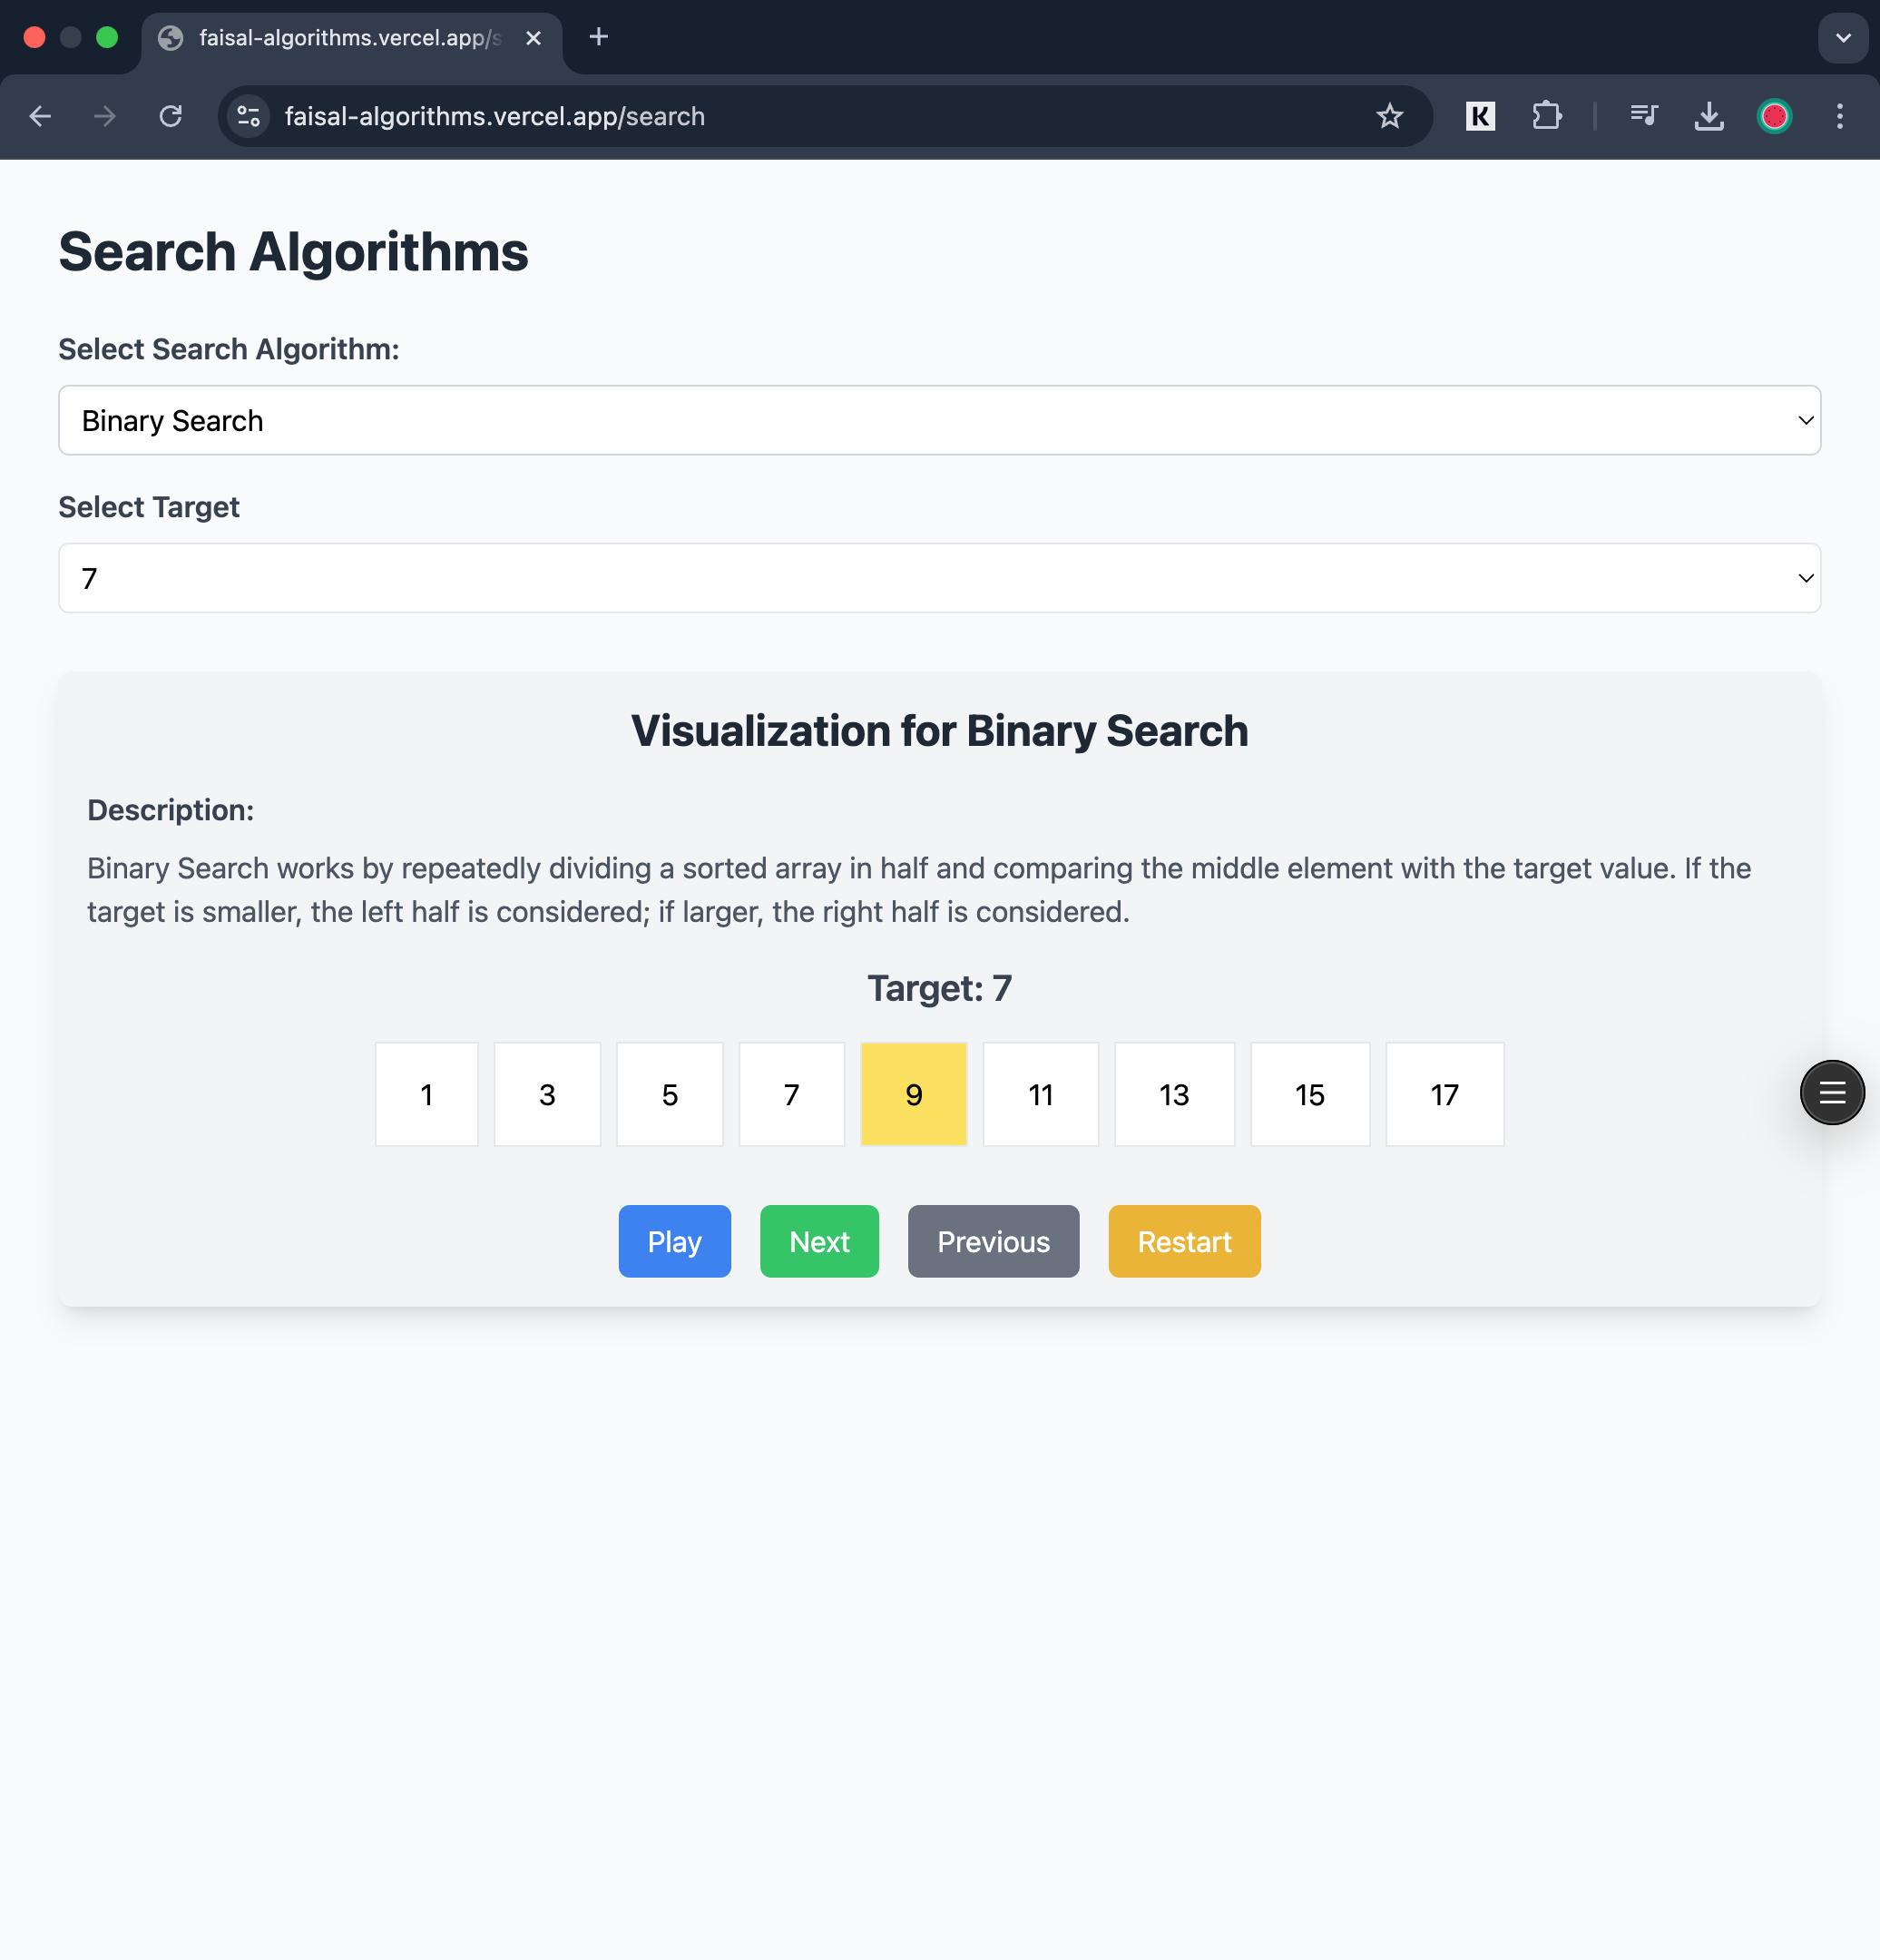 faisal-algorithms.vercel.app/s
faisal-algorithms.vercel.app/search
K
Search Algorithms
Select Search Algorithm:
Binary Search
Select Target
7
Visualization for Binary Search
Description:
Binary Search works by repeatedly dividing a sorted array in half and comparing the middle element with the target value. If the
target is smaller, the left half is considered; if larger, the right half is considered.
Target: 7
1 3 5 7 9 11 13 15 17
Play Next Previous Restart